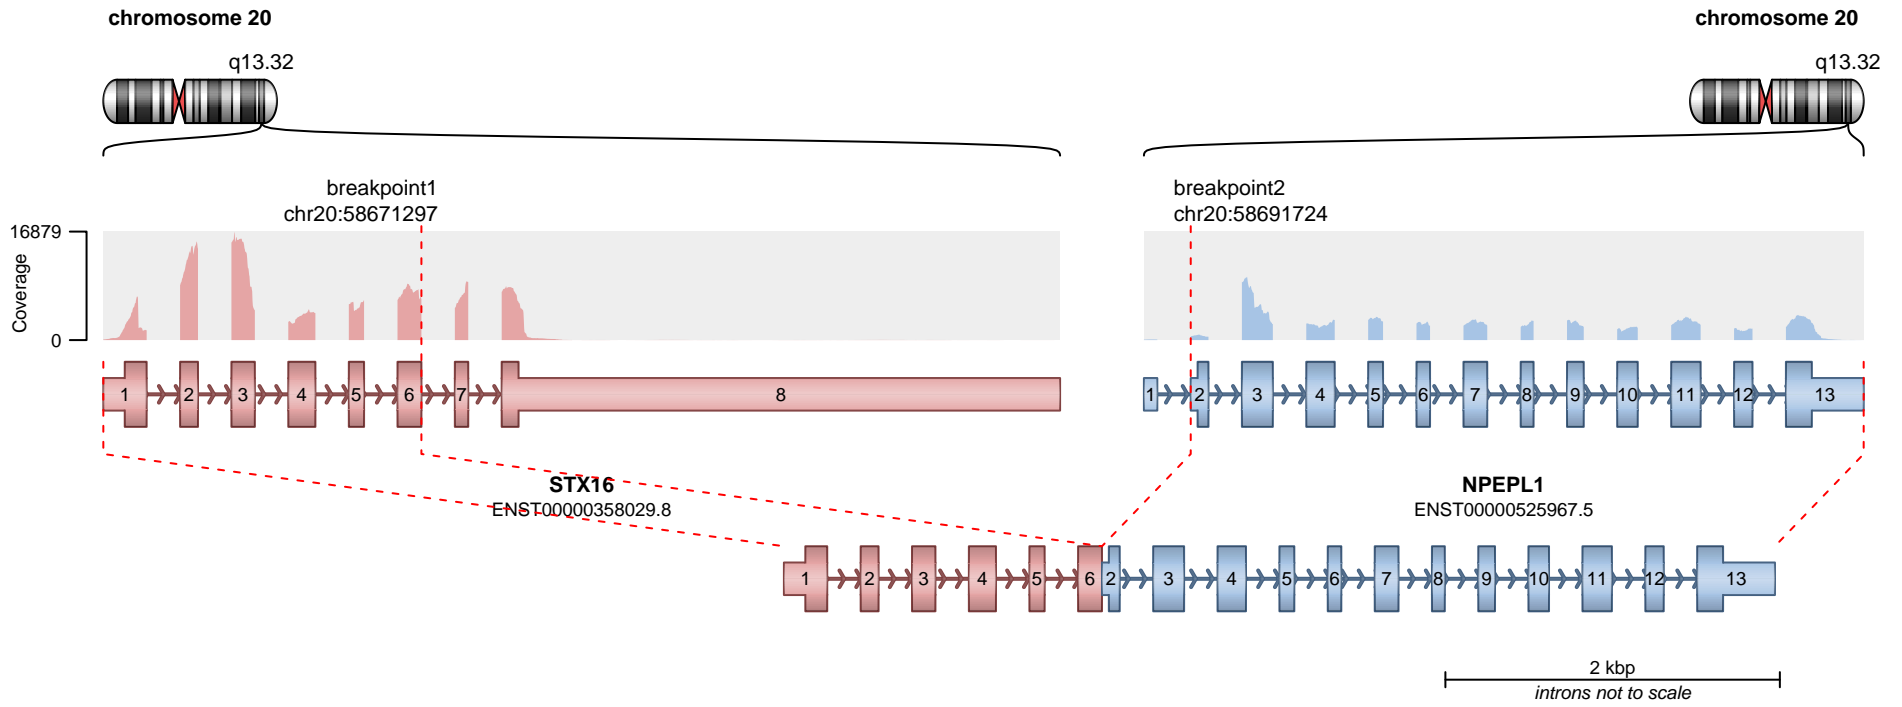 chromosome 20
chromosome 20
q13.32
q13.32
breakpoint1
chr20:58671297
breakpoint2
chr20:58691724
16879
Coverage
0
1 2 3 4 5 6 7 8
1 2 3 4 5 6 7 8 9 10 11 12 13
STX16
ENST00000358029.8
NPEPL1
ENST00000525967.5
1 2 3 4 5 6 2 3 4 5 6 7 8 9 10 11 12 13
2 kbp
introns not to scale